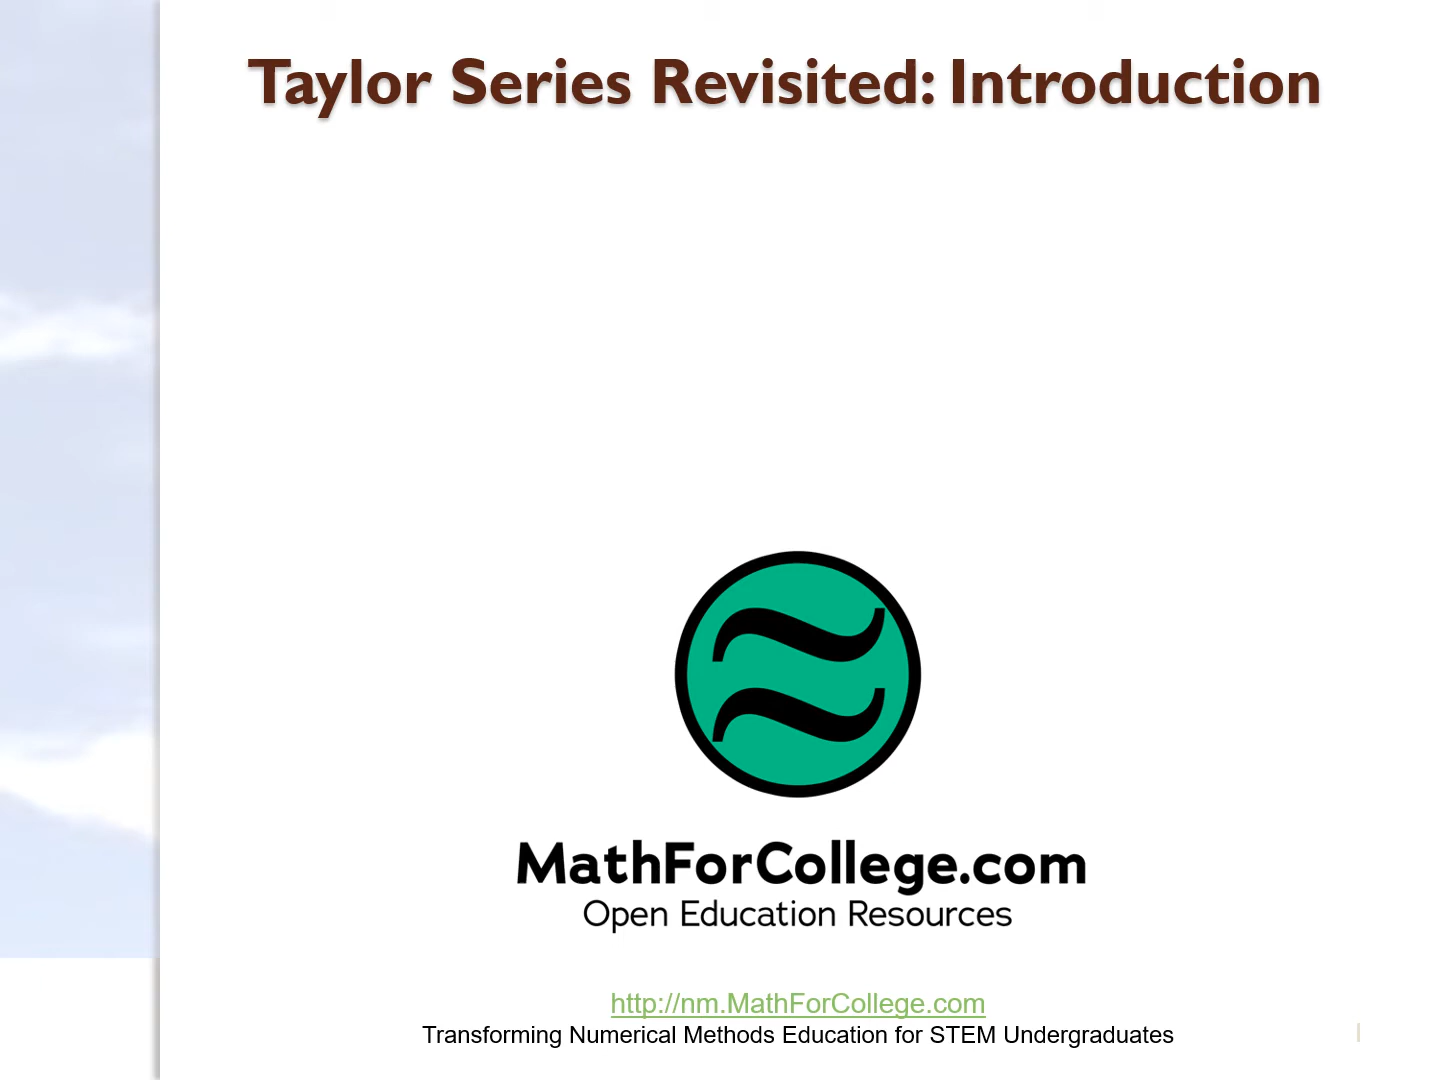 Taylor Series Revisited: Introduction
≈
MathForCollege.com
Open Education Resources
http://nm.MathForCollege.com
Transforming Numerical Methods Education for STEM Undergraduates
1